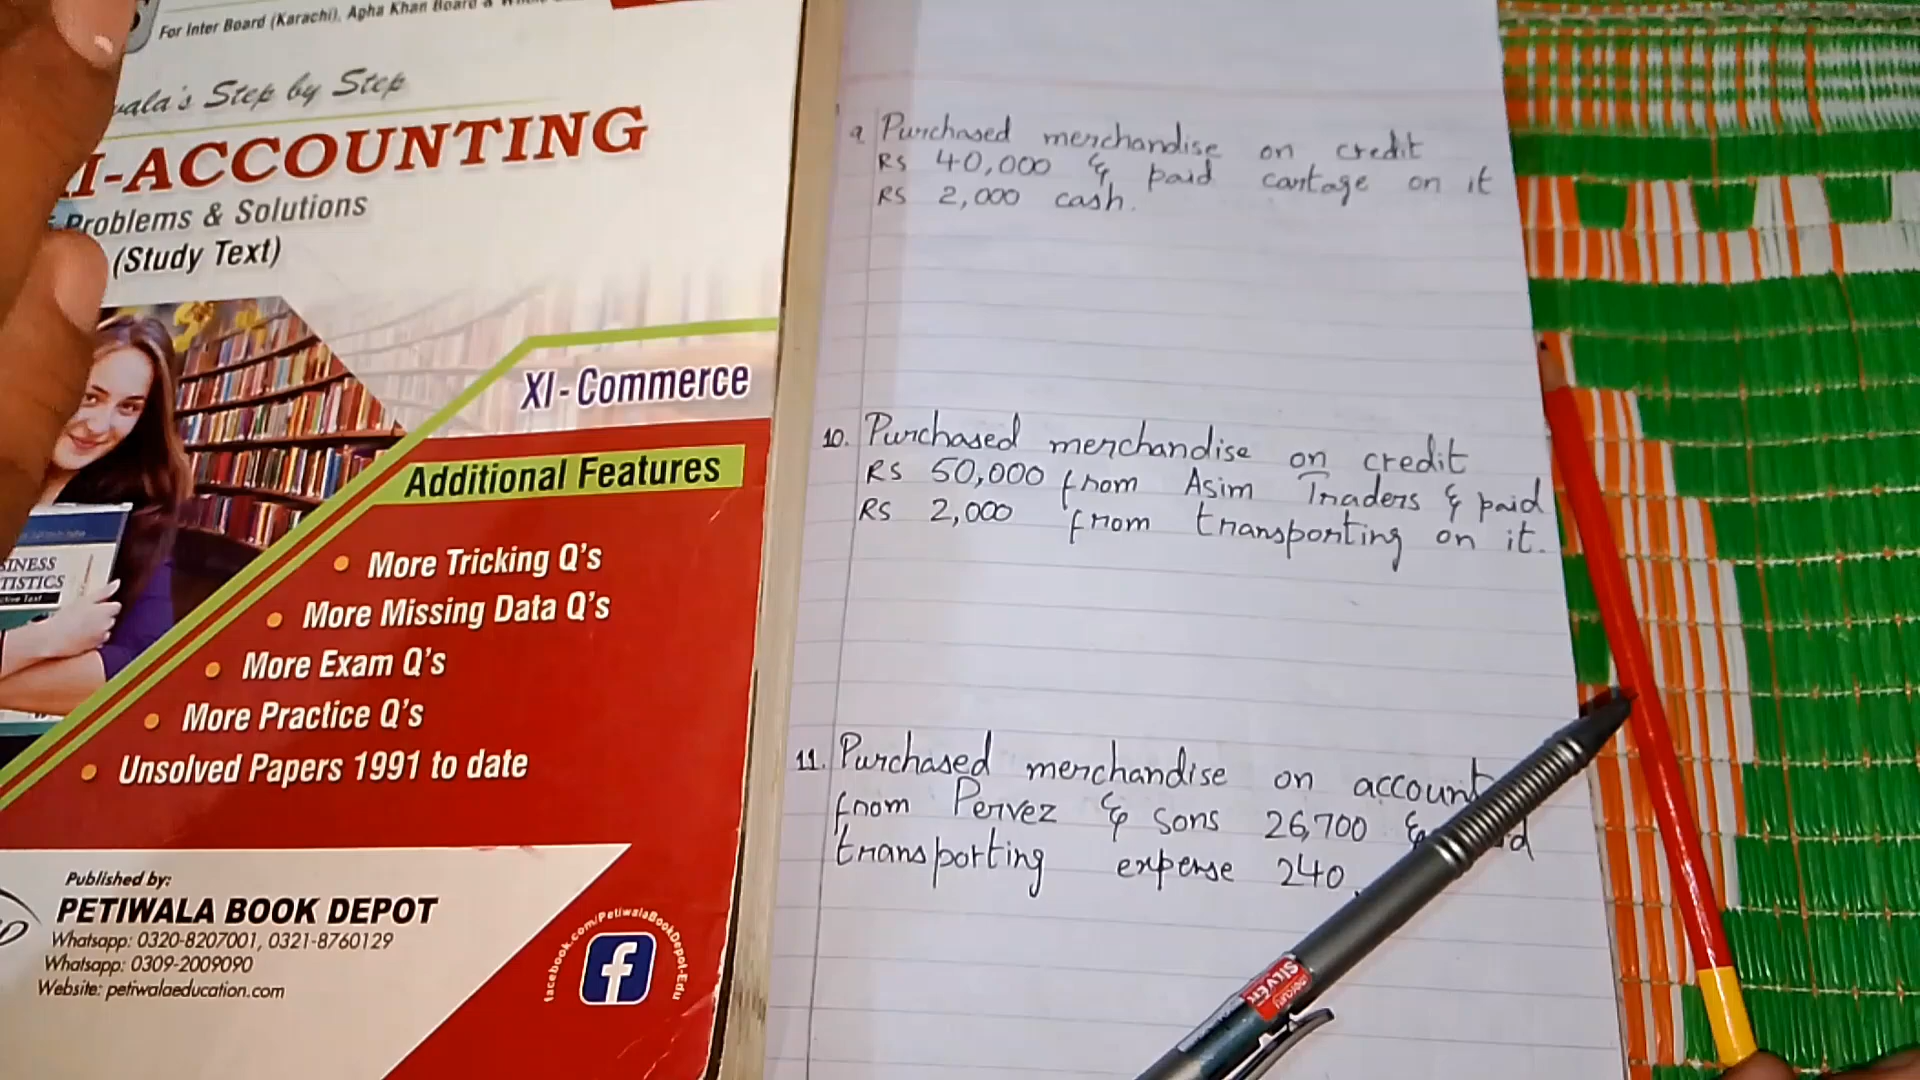 For Inter Board (Karachi), Agha Khan Board &
Step by Step
I-ACCOUNTING
Problems & Solutions
(Study Text)
XI-Commerce
Additional Features
• More Tricking Q's
• More Missing Data Q's
• More Exam Q's
• More Practice Q's
• Unsolved Papers 1991 to date
Published by:
PETIWALA BOOK DEPOT
Whatsapp: 0320-8207001, 0321-8760129
Whatsapp: 0309-2009090
Website: petiwalaeducation.com
facebook.com/PetiwalaBookDepot-Edu
9 Purchased merchandise on credit
RS 40,000 & paid cartage on it
RS 2,000 cash.
10. Purchased merchandise on credit
RS 50,000 from Asim Traders & paid
RS 2,000 from transporting on it.
11. Purchased merchandise on account
from Pervez & Sons 26,700 &
transporting expense 240.
SILVER